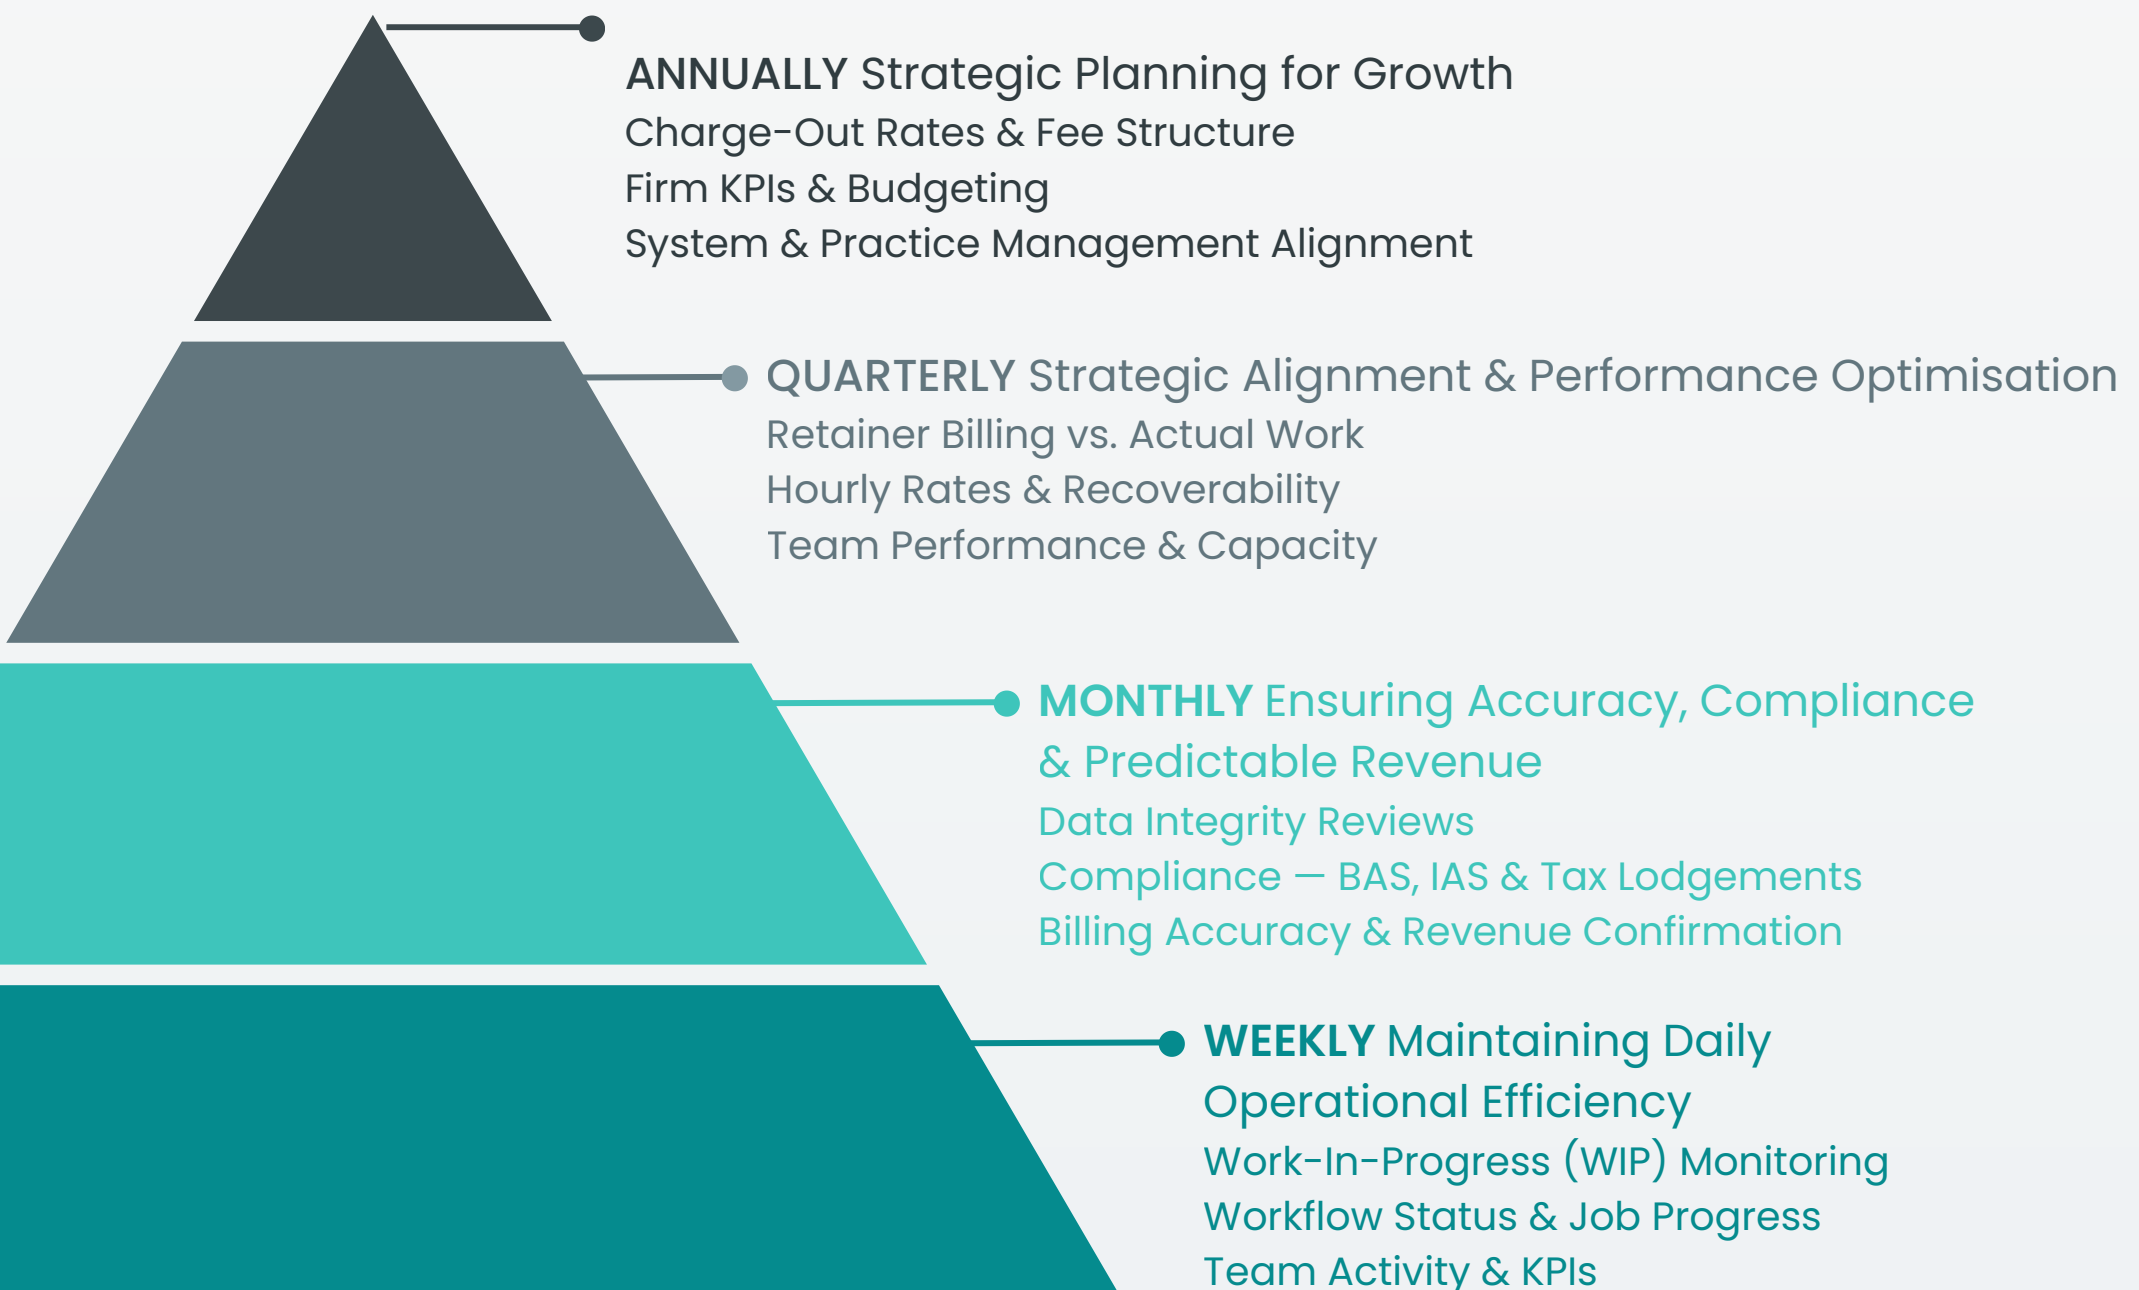 ANNUALLY Strategic Planning for Growth
Charge-Out Rates & Fee Structure
Firm KPIs & Budgeting
System & Practice Management Alignment
QUARTERLY Strategic Alignment & Performance Optimisation
Retainer Billing vs. Actual Work
Hourly Rates & Recoverability
Team Performance & Capacity
MONTHLY Ensuring Accuracy, Compliance
& Predictable Revenue
Data Integrity Reviews
Compliance — BAS, IAS & Tax Lodgements
Billing Accuracy & Revenue Confirmation
WEEKLY Maintaining Daily
Operational Efficiency
Work-In-Progress (WIP) Monitoring
Workflow Status & Job Progress
Team Activity & KPIs